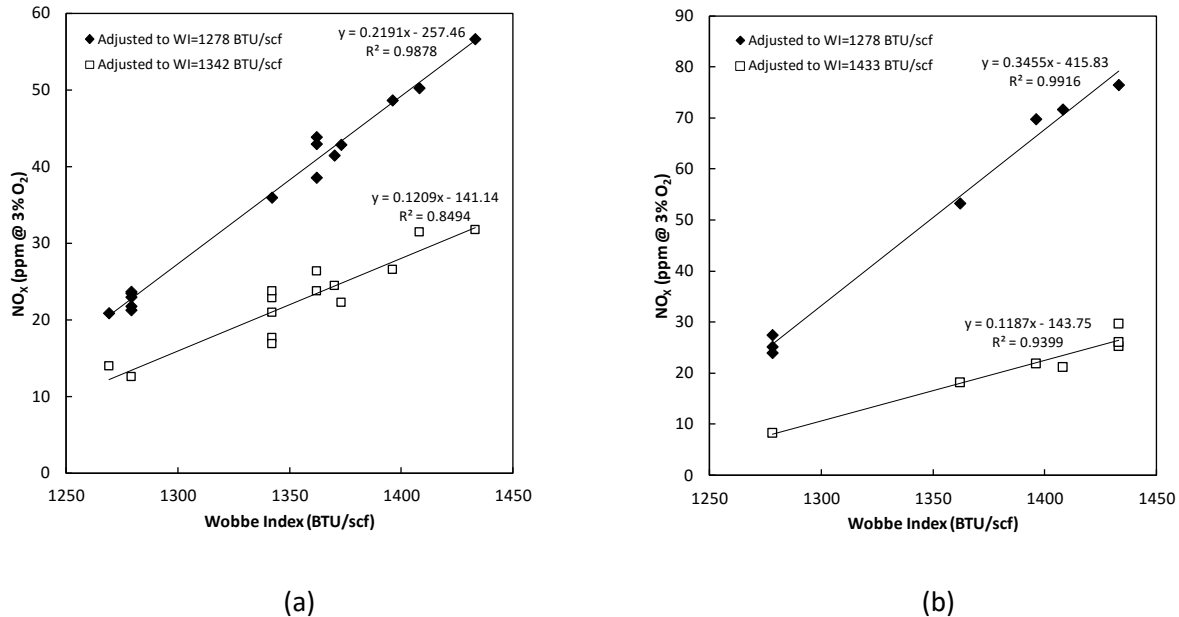 60
50
40
30
20
10
0
1250
1300
1350
1400
1450
NOX (ppm @ 3% O2)
Wobbe Index (BTU/scf)
Adjusted to WI=1278 BTU/scf
Adjusted to WI=1342 BTU/scf
y = 0.2191x - 257.46
R² = 0.9878
y = 0.1209x - 141.14
R² = 0.8494
(a)
90
80
70
60
50
40
30
20
10
0
1250
1300
1350
1400
1450
NOX (ppm @ 3% O2)
Wobbe Index (BTU/scf)
Adjusted to WI=1278 BTU/scf
Adjusted to WI=1433 BTU/scf
y = 0.3455x - 415.83
R² = 0.9916
y = 0.1187x - 143.75
R² = 0.9399
(b)